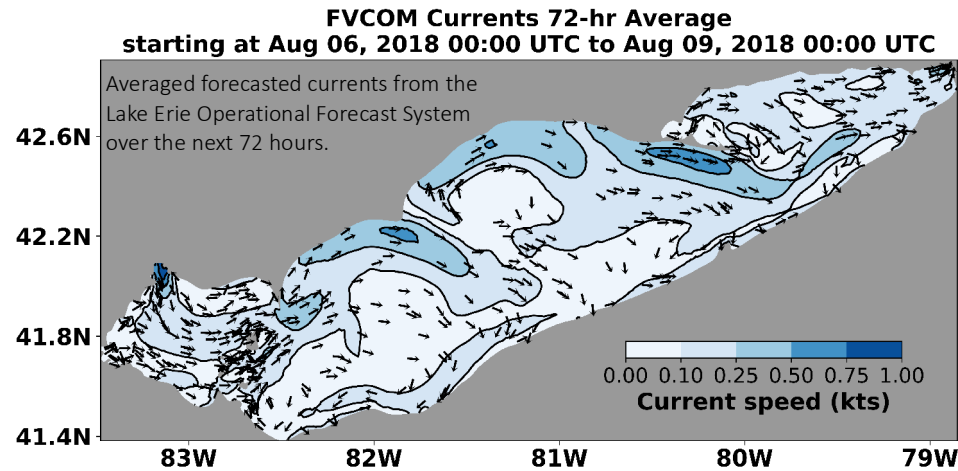 FVCOM Currents 72-hr Average
starting at Aug 06, 2018 00:00 UTC to Aug 09, 2018 00:00 UTC
Averaged forecasted currents from the
Lake Erie Operational Forecast System
over the next 72 hours.
42.6N
42.2N
41.8N
41.4N
0.00 0.10 0.25 0.50 0.75 1.00
Current speed (kts)
83W 82W 81W 80W 79W